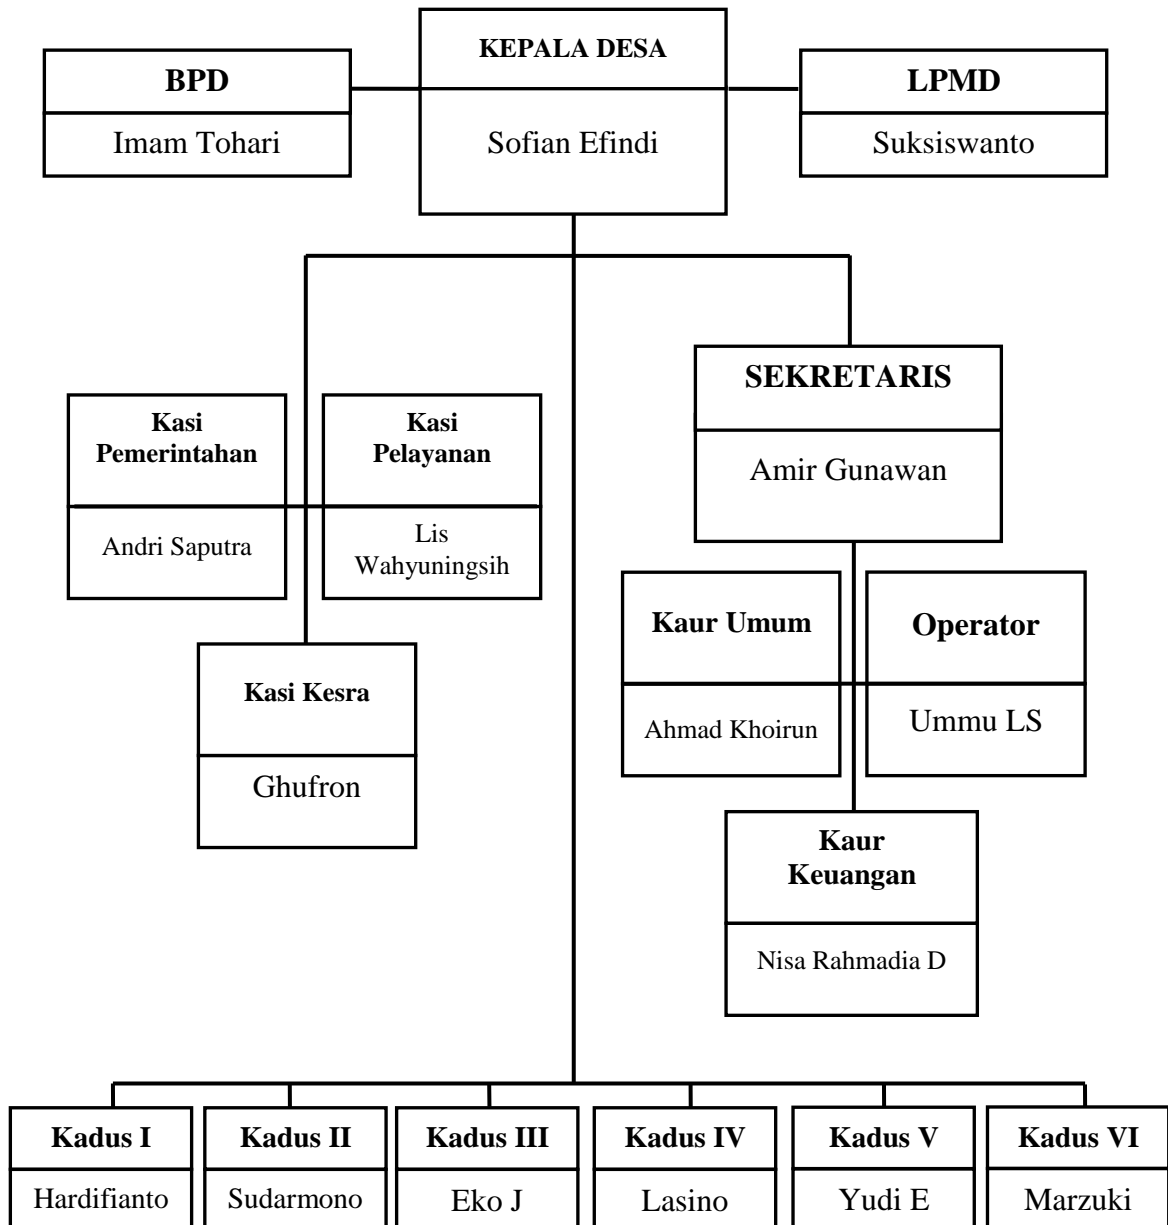 KEPALA DESA
Sofian Efindi
BPD
Imam Tohari
LPMD
Suksiswanto
SEKRETARIS
Amir Gunawan
Kasi
Pemerintahan
Andri Saputra
Kasi
Pelayanan
Lis
Wahyuningsih
Kasi Kesra
Ghufron
Kaur Umum
Ahmad Khoirun
Operator
Ummu LS
Kaur
Keuangan
Nisa Rahmadia D
Kadus I
Hardifianto
Kadus II
Sudarmono
Kadus III
Eko J
Kadus IV
Lasino
Kadus V
Yudi E
Kadus VI
Marzuki